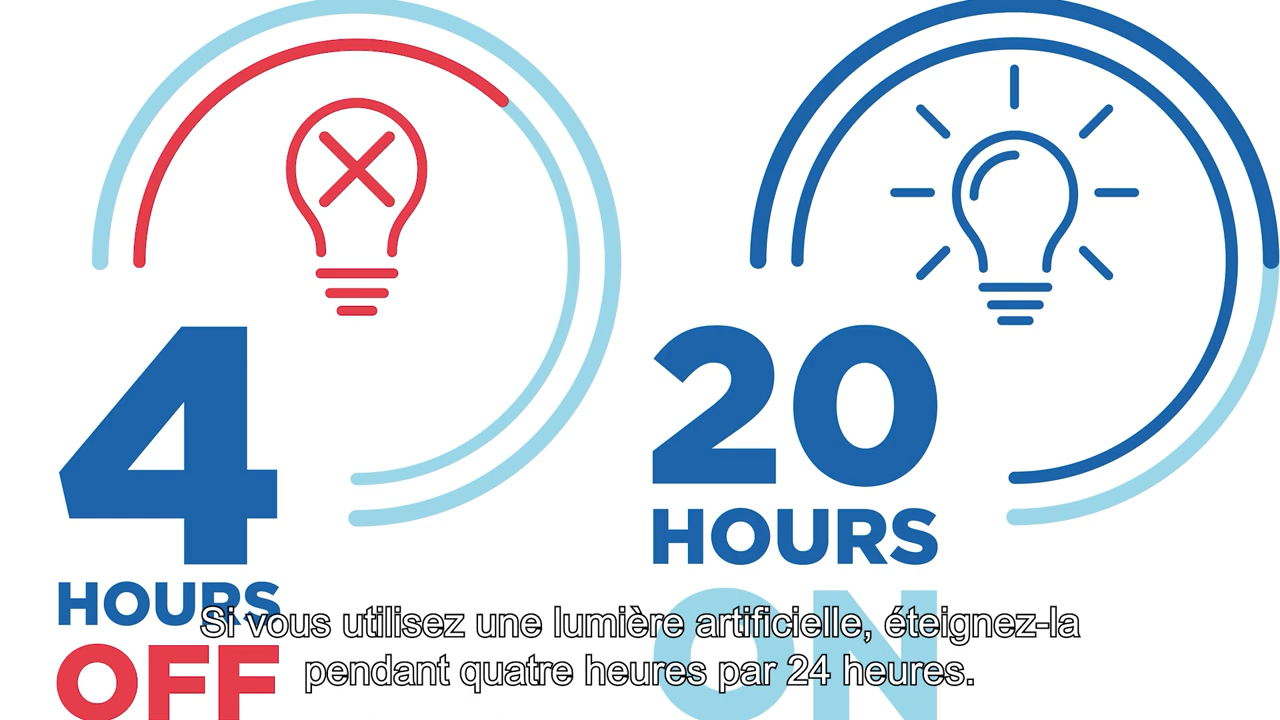 4
HOURS
OFF
20
HOURS
ON
Si vous utilisez une lumière artificielle, éteignez-la
pendant quatre heures par 24 heures.